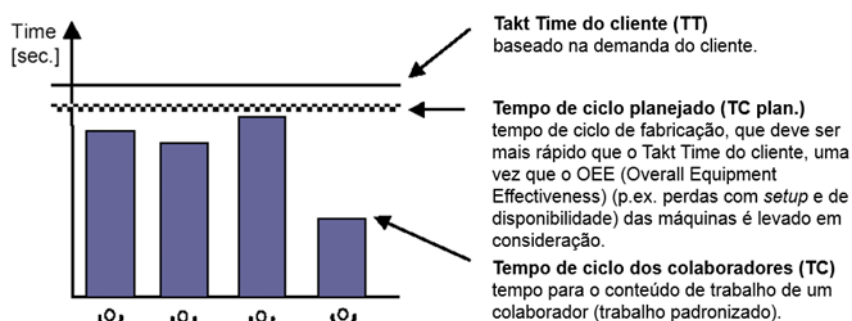 Time
[sec.]
Takt Time do cliente (TT)
baseado na demanda do cliente.
Tempo de ciclo planejado (TC plan.)
tempo de ciclo de fabricação, que deve ser
mais rápido que o Takt Time do cliente, uma
vez que o OEE (Overall Equipment
Effectiveness) (p.ex. perdas com setup e de
disponibilidade) das máquinas é levado em
consideração.
Tempo de ciclo dos colaboradores (TC)
tempo para o conteúdo de trabalho de um
colaborador (trabalho padronizado).